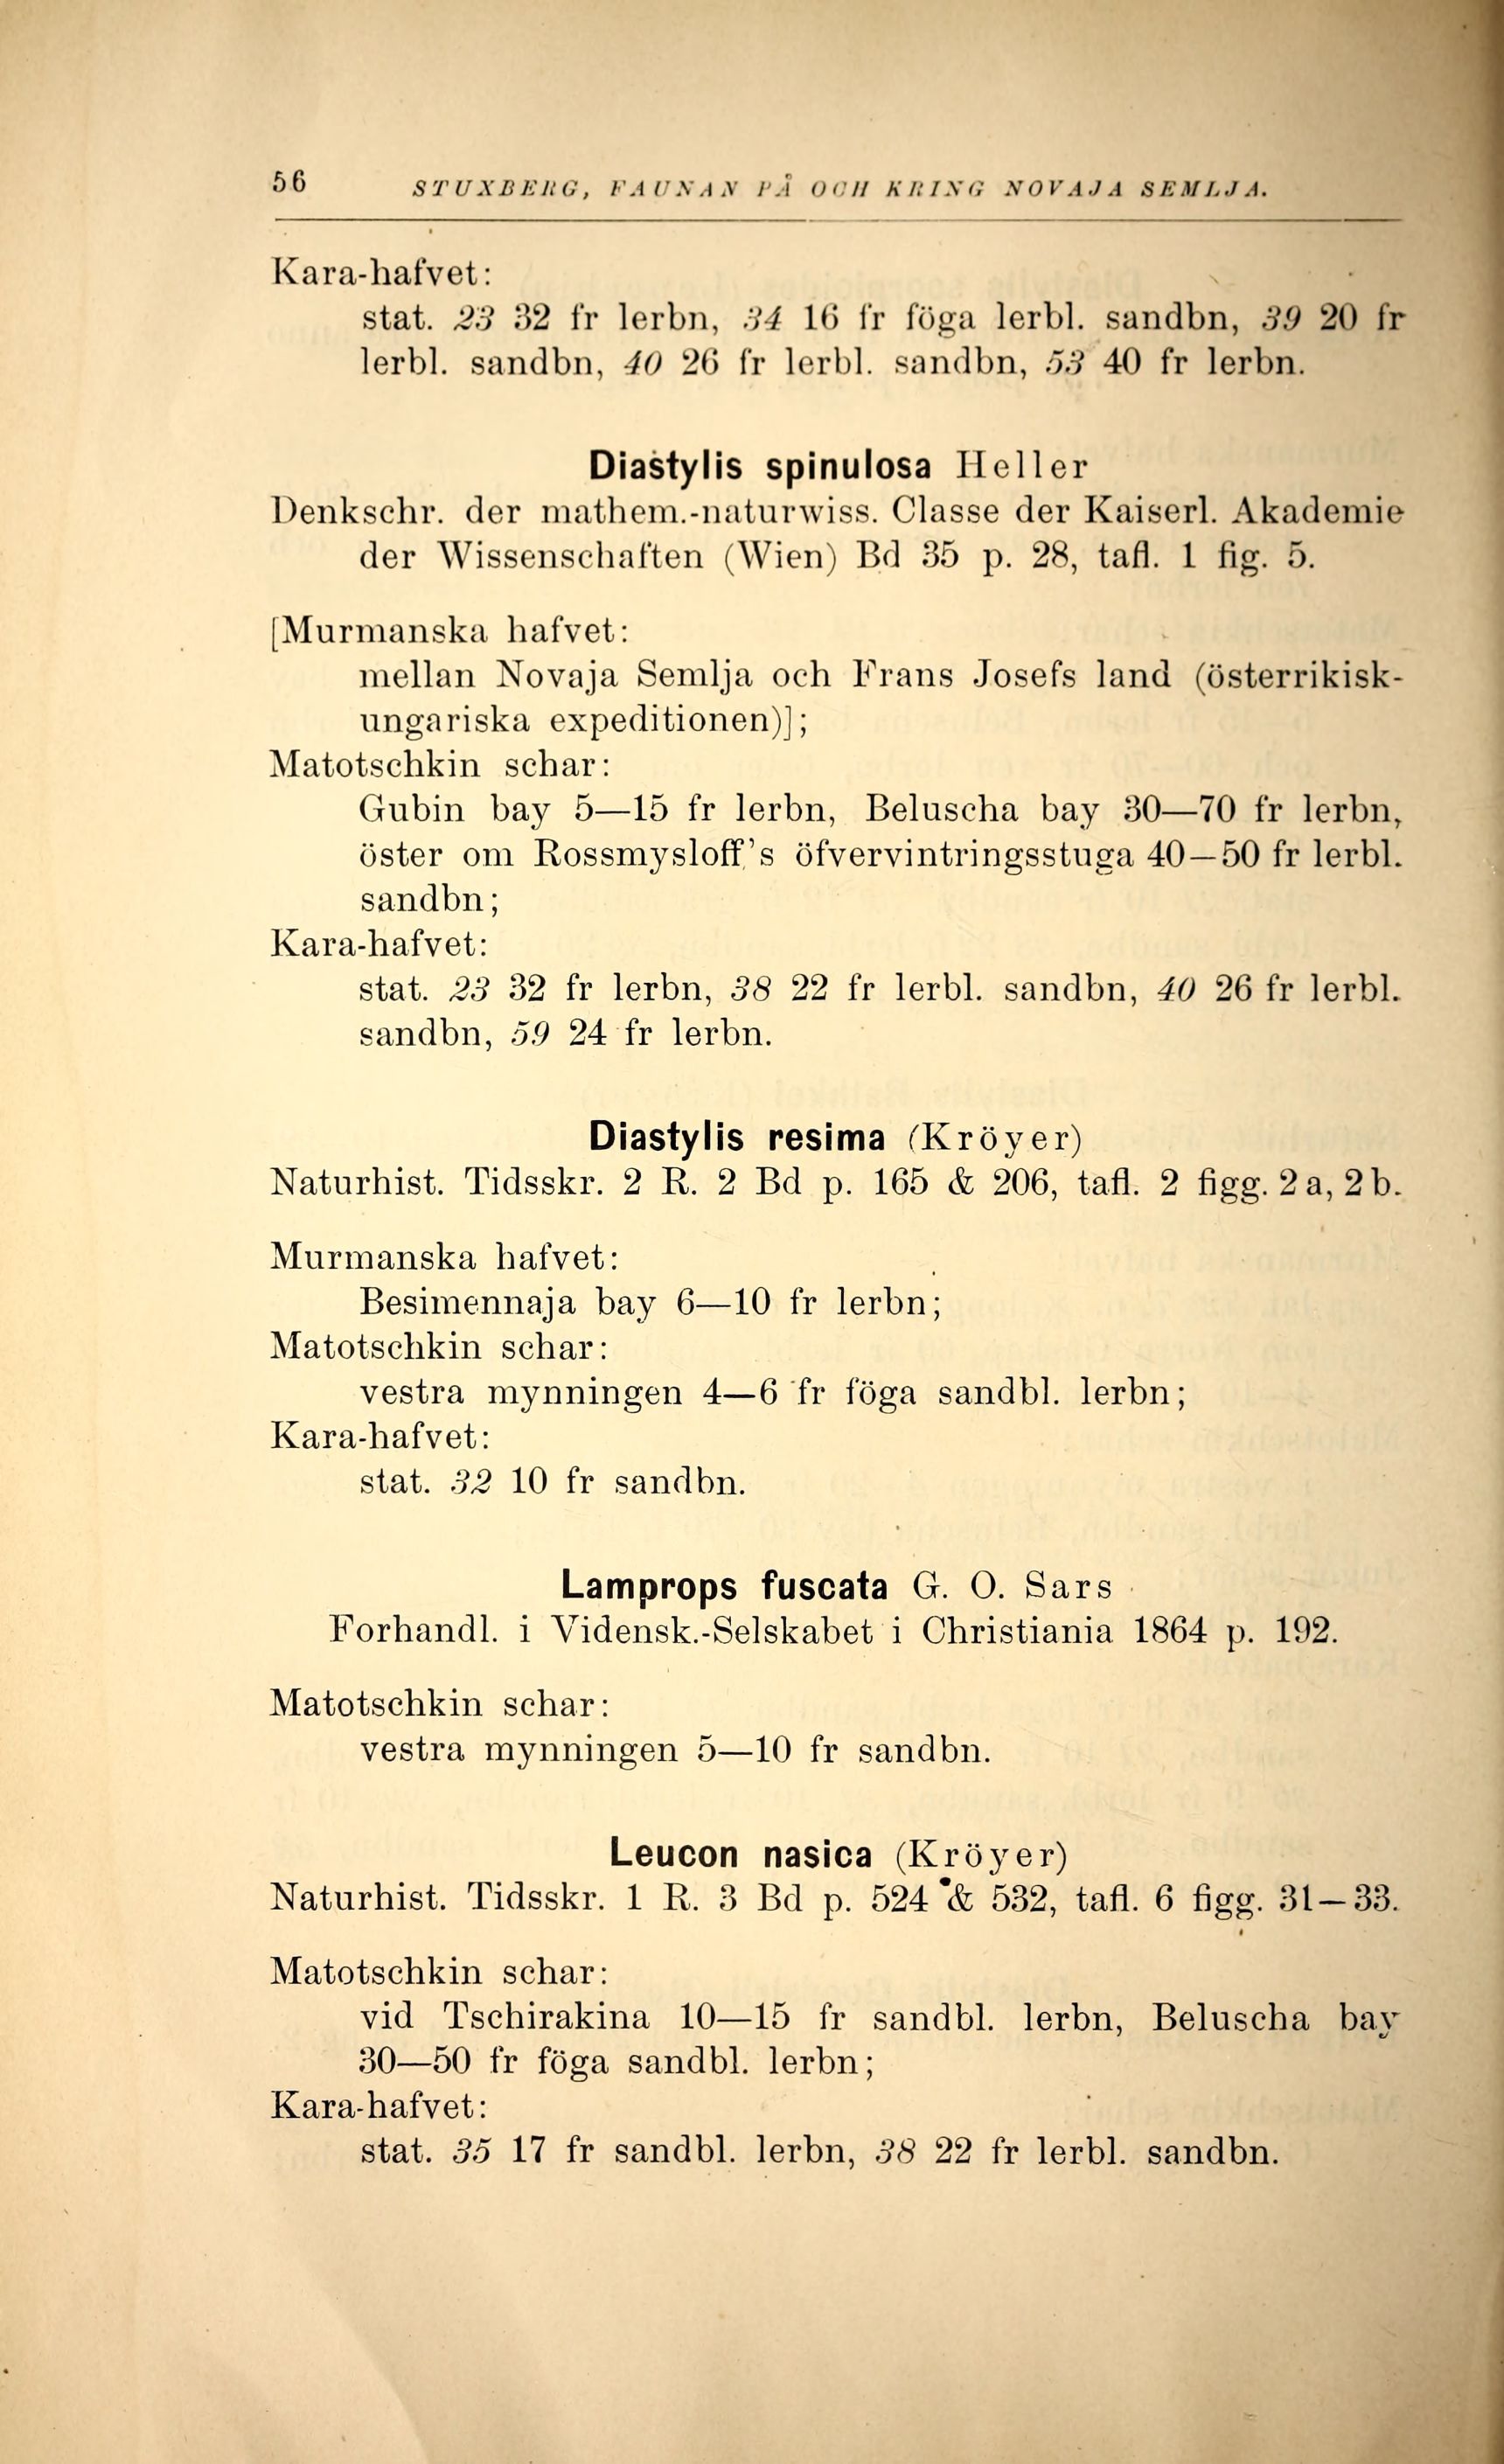 56 STUXBERG, FAUNAN PÅ OCH KRING NOVAJA SEMLJA.
Kara-hafvet:
stat. 23 32 fr lerbn, 34 16 fr föga lerbl. sandbn, 39 20 fr
lerbl. sandbn, 40 26 fr lerbl. sandbn, 53 40 fr lerbn.
Diastylis spinulosa Heller
Denkschr. der mathem.-naturwiss. Classe der Kaiserl. Akademie
der Wissenschaften (Wien) Bd 35 p. 28, tafl. 1 fig. 5.
[Murmanska hafvet:
mellan Novaja Semlja och Frans Josefs land (österrikisk-
ungariska expeditionen)];
Matotschkin schar:
Gubin bay 5—15 fr lerbn, Beluscha bay 30—70 fr lerbn,
öster om Rossmysloff's öfvervintringsstuga 40—50 fr lerbl.
sandbn;
Kara-hafvet:
stat. 23 32 fr lerbn, 38 22 fr lerbl. sandbn, 40 26 fr lerbl.
sandbn, 59 24 fr lerbn.
Diastylis resima (Kröyer)
Naturhist. Tidsskr. 2 R. 2 Bd p. 165 & 206, tafl. 2 figg. 2 a, 2 b.
Murmanska hafvet:
Besimennaja bay 6—10 fr lerbn;
Matotschkin schar:
vestra mynningen 4—6 fr föga sandbl. lerbn;
Kara-hafvet:
stat. 32 10 fr sandbn.
Lamprops fuscata G. O. Sars
Forhandl. i Vidensk.-Selskabet i Christiania 1864 p. 192.
Matotschkin schar:
vestra mynningen 5—10 fr sandbn.
Leucon nasica (Kröyer)
Naturhist. Tidsskr. 1 R. 3 Bd p. 524 & 532, tafl. 6 figg. 31—33.
Matotschkin schar:
vid Tschirakina 10—15 fr sandbl. lerbn, Beluscha bay
30—50 fr föga sandbl. lerbn;
Kara-hafvet:
stat. 35 17 fr sandbl. lerbn, 38 22 fr lerbl. sandbn.